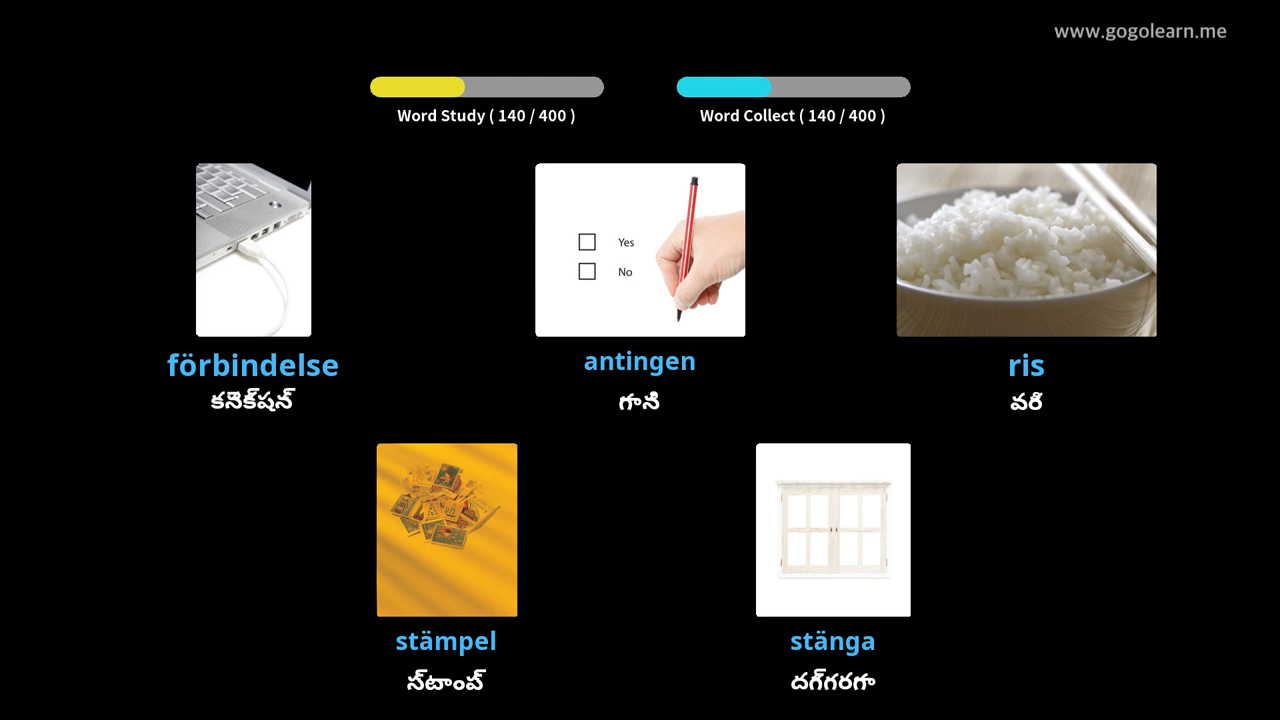 www.gogolearn.me
Word Study ( 140 / 400 )
Word Collect ( 140 / 400 )
Yes
No
förbindelse
కనెక్షన్
antingen
గాని
ris
వరి
stämpel
స్టాంప్
stänga
దగ్గరగా